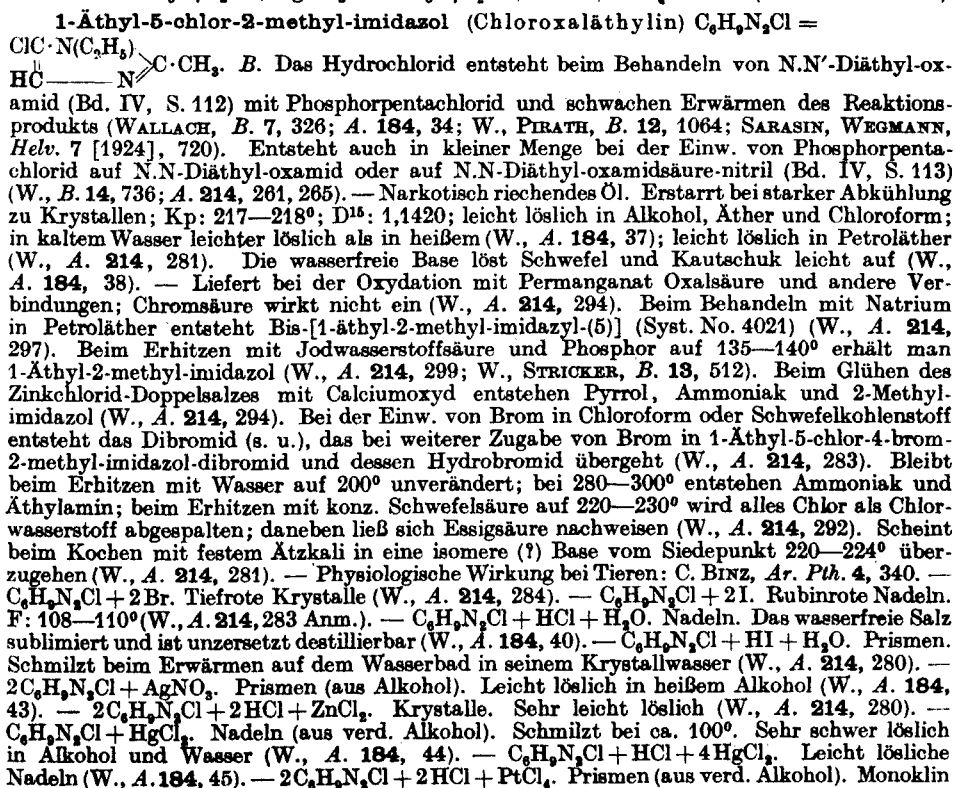 1-Äthyl-5-chlor-2-methyl-imidazol (Chloroxaläthylin) C₆H₉N₂Cl =
ClC·N(C₂H₅)
HC——N
C·CH₃. B. Das Hydrochlorid entsteht beim Behandeln von N.N′-Diäthyl-ox-
amid (Bd. IV, S. 112) mit Phosphorpentachlorid und schwachen Erwärmen des Reaktions-
produkts (WALLACH, B. 7, 326; A. 184, 34; W., PIRATH, B. 12, 1064; SARASIN, WEGMANN,
Helv. 7 [1924], 720). Entsteht auch in kleiner Menge bei der Einw. von Phosphorpenta-
chlorid auf N.N-Diäthyl-oxamid oder auf N.N-Diäthyl-oxamidsäure-nitril (Bd. IV, S. 113)
(W., B. 14, 736; A. 214, 261, 265). — Narkotisch riechendes Öl. Erstarrt bei starker Abkühlung
zu Krystallen; Kp: 217—218⁰; D¹⁵: 1,1420; leicht löslich in Alkohol, Äther und Chloroform;
in kaltem Wasser leichter löslich als in heißem (W., A. 184, 37); leicht löslich in Petroläther
(W., A. 214, 281). Die wasserfreie Base löst Schwefel und Kautschuk leicht auf (W.,
A. 184, 38). — Liefert bei der Oxydation mit Permanganat Oxalsäure und andere Ver-
bindungen; Chromsäure wirkt nicht ein (W., A. 214, 294). Beim Behandeln mit Natrium
in Petroläther entsteht Bis-[1-äthyl-2-methyl-imidazyl-(5)] (Syst. No. 4021) (W., A. 214,
297). Beim Erhitzen mit Jodwasserstoffsäure und Phosphor auf 135—140⁰ erhält man
1-Äthyl-2-methyl-imidazol (W., A. 214, 299; W., STRICKER, B. 13, 512). Beim Glühen des
Zinkchlorid-Doppelsalzes mit Calciumoxyd entstehen Pyrrol, Ammoniak und 2-Methyl-
imidazol (W., A. 214, 294). Bei der Einw. von Brom in Chloroform oder Schwefelkohlenstoff
entsteht das Dibromid (s. u.), das bei weiterer Zugabe von Brom in 1-Äthyl-5-chlor-4-brom-
2-methyl-imidazol-dibromid und dessen Hydrobromid übergeht (W., A. 214, 283). Bleibt
beim Erhitzen mit Wasser auf 200⁰ unverändert; bei 280—300⁰ entstehen Ammoniak und
Äthylamin; beim Erhitzen mit konz. Schwefelsäure auf 220—230⁰ wird alles Chlor als Chlor-
wasserstoff abgespalten; daneben ließ sich Essigsäure nachweisen (W., A. 214, 292). Scheint
beim Kochen mit festem Ätzkali in eine isomere (?) Base vom Siedepunkt 220—224⁰ über-
zugehen (W., A. 214, 281). — Physiologische Wirkung bei Tieren: C. BINZ, Ar. Pth. 4, 340. —
C₆H₉N₂Cl + 2 Br. Tiefrote Krystalle (W., A. 214, 284). — C₆H₉N₂Cl + 2 I. Rubinrote Nadeln.
F: 108—110⁰ (W., A. 214, 283 Anm.). — C₆H₉N₂Cl + HCl + H₂O. Nadeln. Das wasserfreie Salz
sublimiert und ist unzersetzt destillierbar (W., A. 184, 40). — C₆H₉N₂Cl + HI + H₂O. Prismen.
Schmilzt beim Erwärmen auf dem Wasserbad in seinem Krystallwasser (W., A. 214, 280). —
2C₆H₉N₂Cl + AgNO₃. Prismen (aus Alkohol). Leicht löslich in heißem Alkohol (W., A. 184,
43). — 2C₆H₉N₂Cl + 2HCl + ZnCl₂. Krystalle. Sehr leicht löslich (W., A. 214, 280). —
C₆H₉N₂Cl + HgCl₂. Nadeln (aus verd. Alkohol). Schmilzt bei ca. 100⁰. Sehr schwer löslich
in Alkohol und Wasser (W., A. 184, 44). — C₆H₉N₂Cl + HCl + 4HgCl₂. Leicht lösliche
Nadeln (W., A. 184, 45). — 2C₆H₉N₂Cl + 2HCl + PtCl₄. Prismen (aus verd. Alkohol). Monoklin